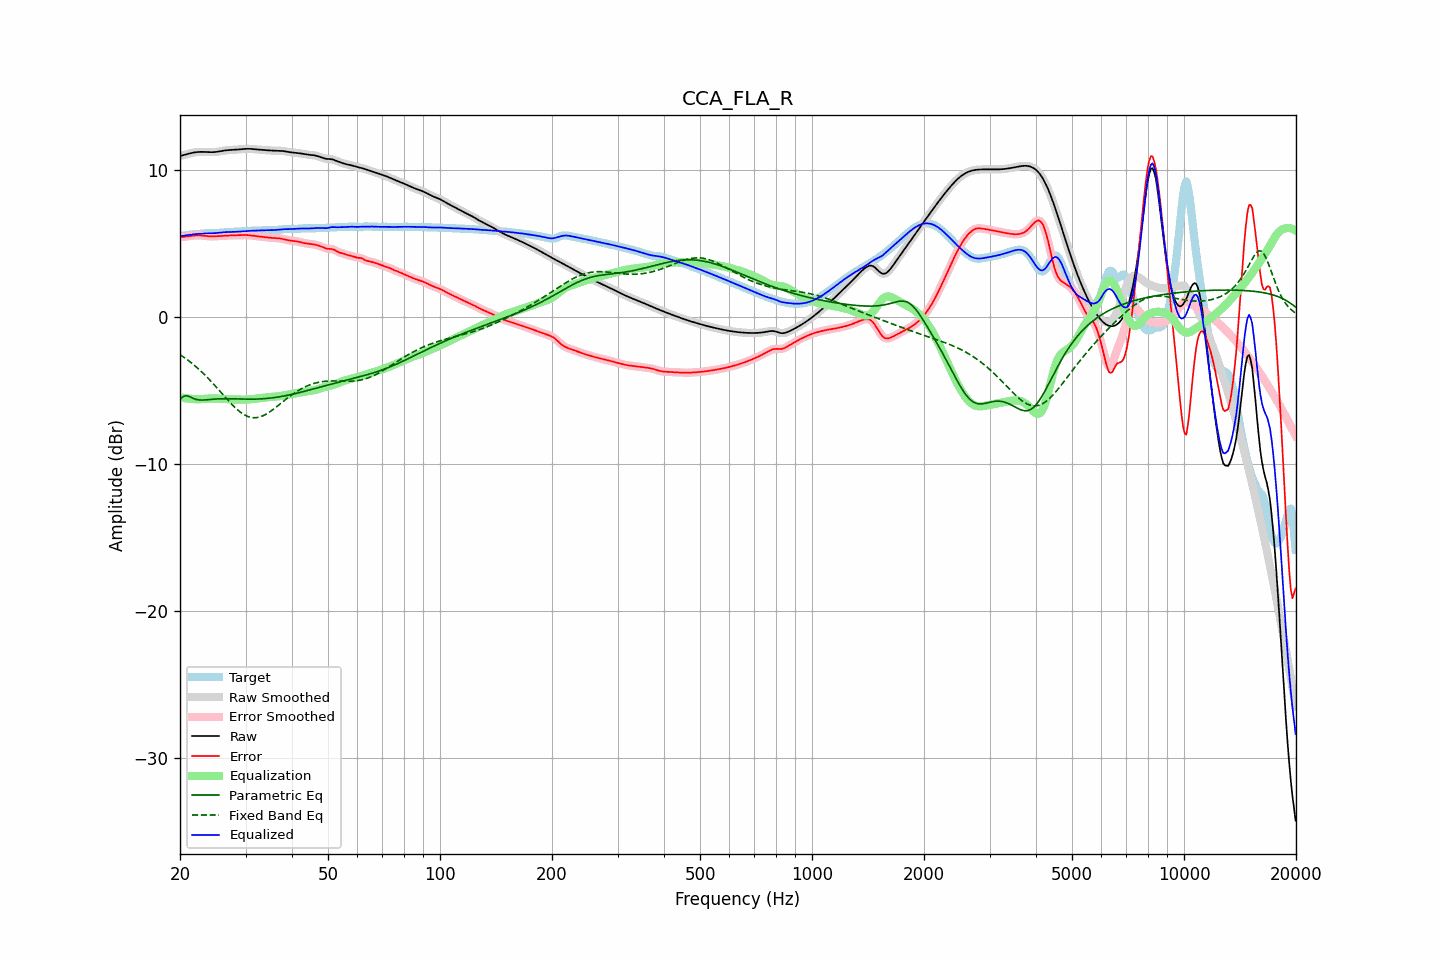 CCA_FLA_R
10
0
−10
−20
−30
Amplitude (dBr)
Target
Raw Smoothed
Error Smoothed
Raw
Error
Equalization
Parametric Eq
Fixed Band Eq
Equalized
20 50 100 200 500 1000 2000 5000 10000 20000
Frequency (Hz)